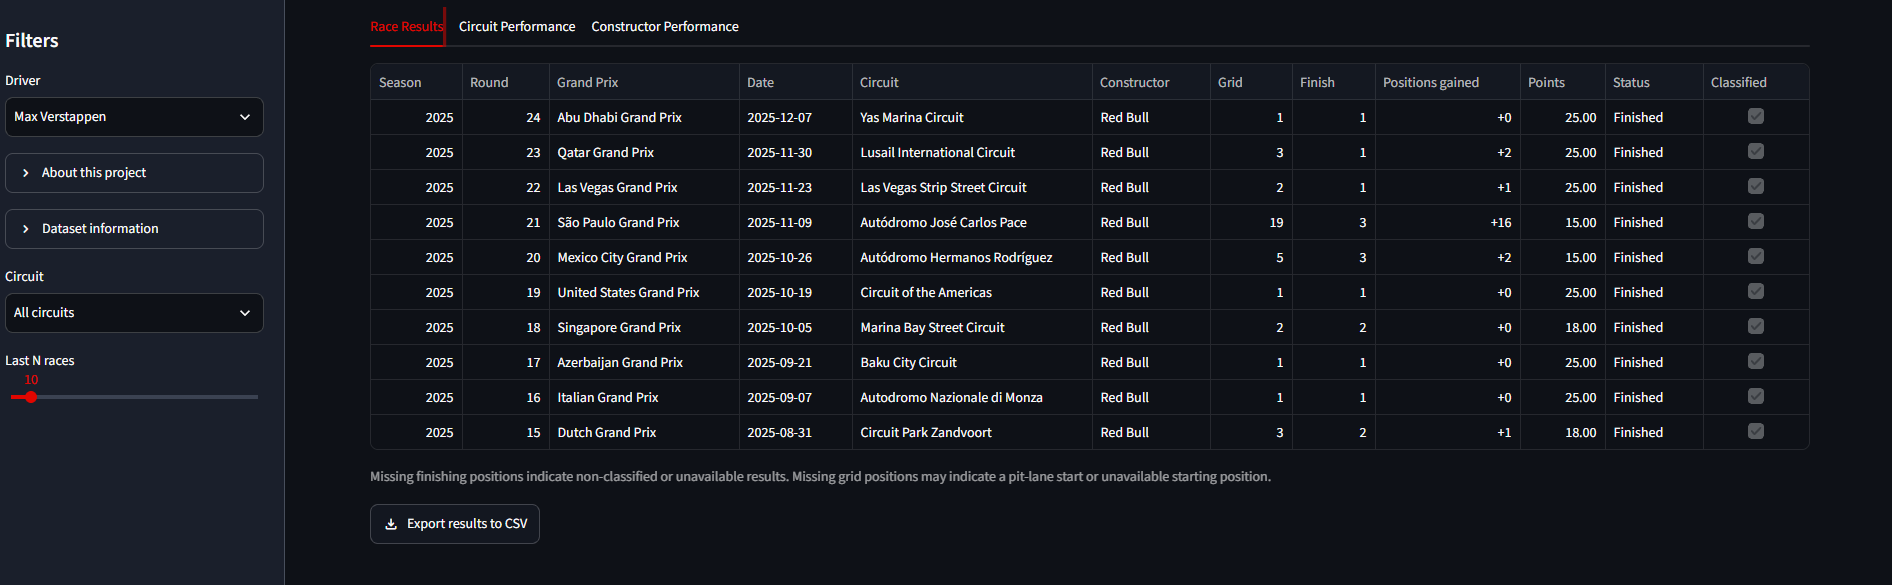 Filters
Driver
Max Verstappen
About this project
Dataset information
Circuit
All circuits
Last N races
10
Race Results Circuit Performance Constructor Performance
Season Round Grand Prix Date Circuit Constructor Grid Finish Positions gained Points Status Classified
2025 24 Abu Dhabi Grand Prix 2025-12-07 Yas Marina Circuit Red Bull 1 1 +0 25.00 Finished
2025 23 Qatar Grand Prix 2025-11-30 Lusail International Circuit Red Bull 3 1 +2 25.00 Finished
2025 22 Las Vegas Grand Prix 2025-11-23 Las Vegas Strip Street Circuit Red Bull 2 1 +1 25.00 Finished
2025 21 São Paulo Grand Prix 2025-11-09 Autódromo José Carlos Pace Red Bull 19 3 +16 15.00 Finished
2025 20 Mexico City Grand Prix 2025-10-26 Autódromo Hermanos Rodríguez Red Bull 5 3 +2 15.00 Finished
2025 19 United States Grand Prix 2025-10-19 Circuit of the Americas Red Bull 1 1 +0 25.00 Finished
2025 18 Singapore Grand Prix 2025-10-05 Marina Bay Street Circuit Red Bull 2 2 +0 18.00 Finished
2025 17 Azerbaijan Grand Prix 2025-09-21 Baku City Circuit Red Bull 1 1 +0 25.00 Finished
2025 16 Italian Grand Prix 2025-09-07 Autodromo Nazionale di Monza Red Bull 1 1 +0 25.00 Finished
2025 15 Dutch Grand Prix 2025-08-31 Circuit Park Zandvoort Red Bull 3 2 +1 18.00 Finished
Missing finishing positions indicate non-classified or unavailable results. Missing grid positions may indicate a pit-lane start or unavailable starting position.
Export results to CSV